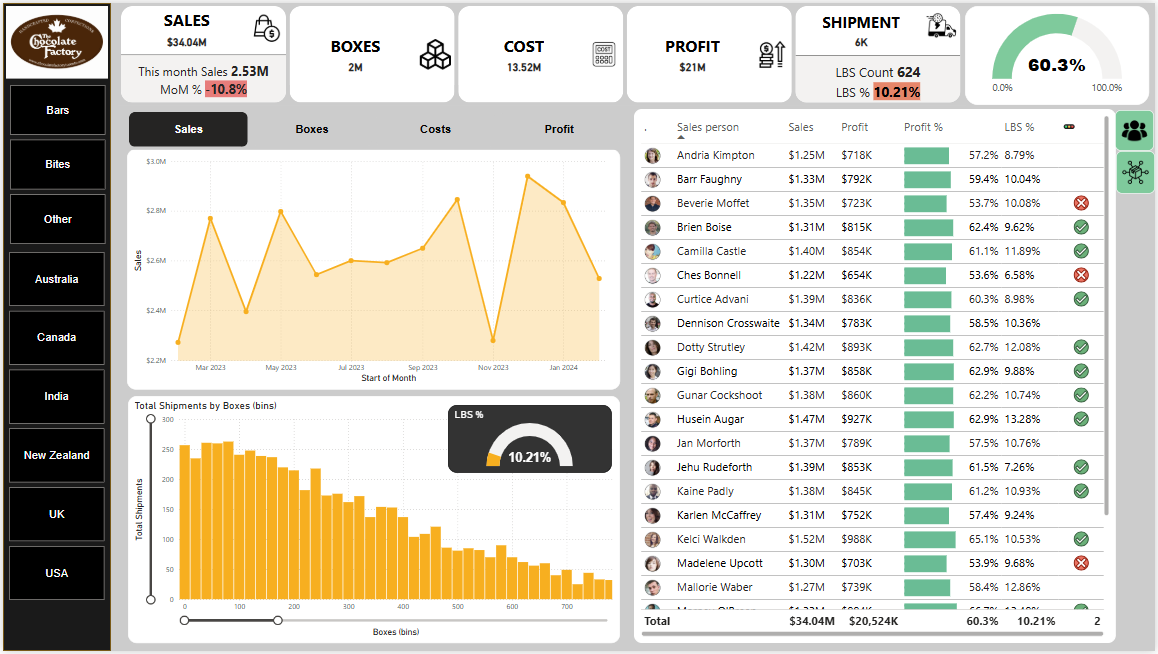 The
Chocolate
Factory
Bars
Bites
Other
Australia
Canada
India
New Zealand
UK
USA
SALES
$34.04M
This month Sales 2.53M
MoM % -10.8%
BOXES
2M
COST
13.52M
COST
PROFIT
$21M
SHIPMENT
6K
LBS Count 624
LBS % 10.21%
60.3%
0.0% 100.0%
Sales Boxes Costs Profit
$3.0M
$2.8M
$2.6M
$2.4M
$2.2M
Sales
Mar 2023 May 2023 Jul 2023 Sep 2023 Nov 2023 Jan 2024
Start of Month
Total Shipments by Boxes (bins)
300
250
200
150
100
50
0
Total Shipments
0 100 200 300 400 500 600 700
Boxes (bins)
LBS %
10.21%
. Sales person Sales Profit Profit % LBS %
Andria Kimpton $1.25M $718K 57.2% 8.79%
Barr Faughny $1.33M $792K 59.4% 10.04%
Beverie Moffet $1.35M $723K 53.7% 10.08%
Brien Boise $1.31M $815K 62.4% 9.62%
Camilla Castle $1.40M $854K 61.1% 11.89%
Ches Bonnell $1.22M $654K 53.6% 6.58%
Curtice Advani $1.39M $836K 60.3% 8.98%
Dennison Crosswaite $1.34M $783K 58.5% 10.36%
Dotty Strutley $1.42M $893K 62.7% 12.08%
Gigi Bohling $1.37M $858K 62.9% 9.88%
Gunar Cockshoot $1.38M $860K 62.2% 10.74%
Husein Augar $1.47M $927K 62.9% 13.28%
Jan Morforth $1.37M $789K 57.5% 10.76%
Jehu Rudeforth $1.39M $853K 61.5% 7.26%
Kaine Padly $1.38M $845K 61.2% 10.93%
Karlen McCaffrey $1.31M $752K 57.4% 9.24%
Kelci Walkden $1.52M $988K 65.1% 10.53%
Madelene Upcott $1.30M $703K 53.9% 9.68%
Mallorie Waber $1.27M $739K 58.4% 12.86%
Total $34.04M $20,524K 60.3% 10.21% 2